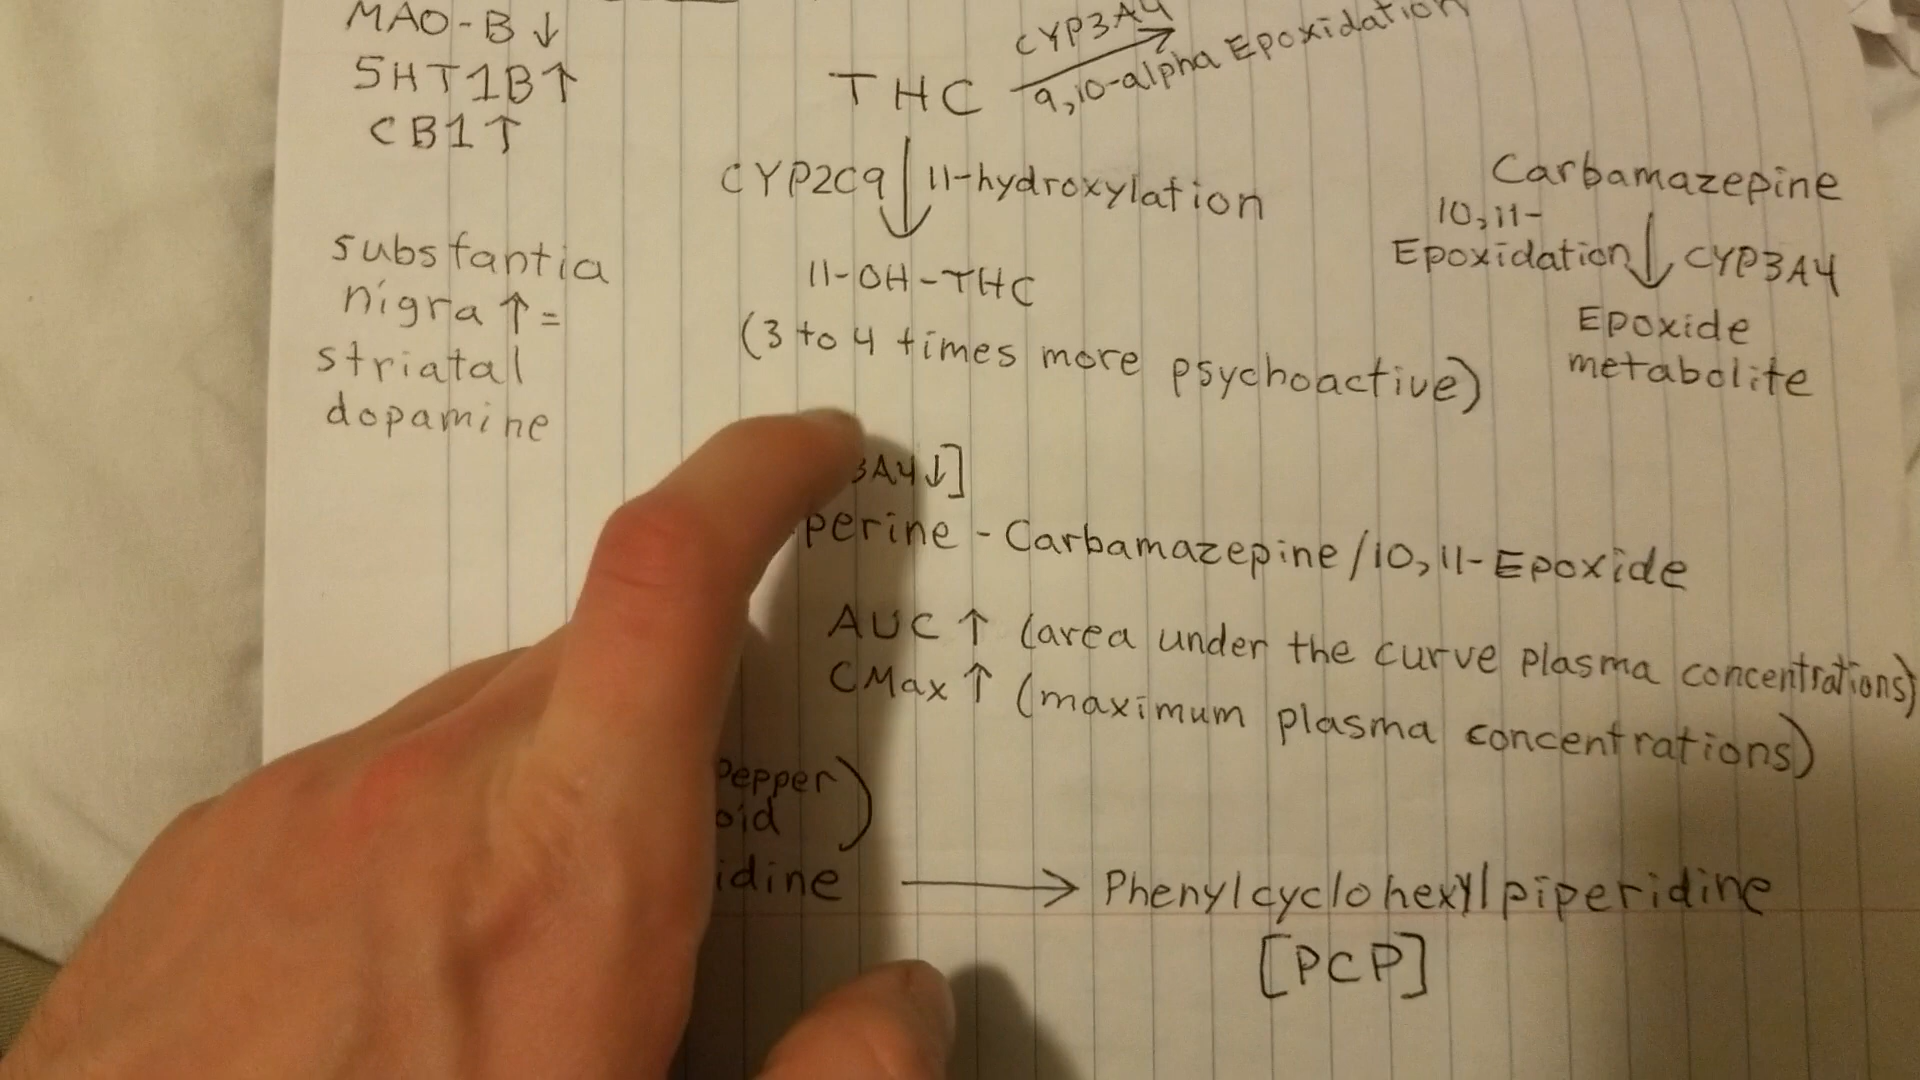 MAO-B ↓
5HT1B ↑
CB1 ↑
substantia
nigra ↑ =
striatal
dopamine
CYP3A4
THC
9,10-alpha Epoxidation
CYP2C9
11-hydroxylation
11-OH-THC
(3 to 4 times more psychoactive)
Carbamazepine
10,11-
Epoxidation
CYP3A4
Epoxide
metabolite
3A4↓]
perine - Carbamazepine/10,11-Epoxide
AUC ↑ (area under the curve plasma concentrations)
CMax ↑ (maximum plasma concentrations)
pepper)
oid
idine → Phenylcyclohexylpiperidine
[PCP]